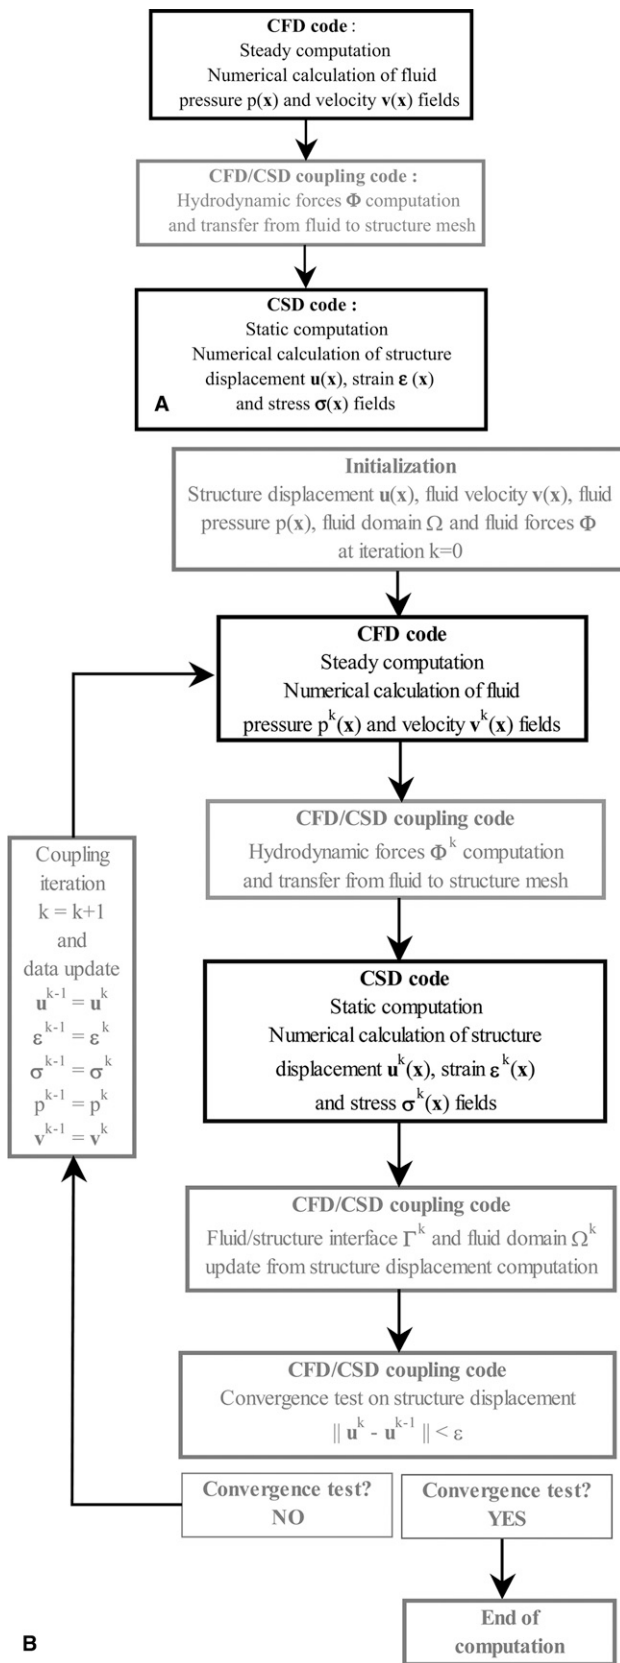 CFD code :
Steady computation
Numerical calculation of fluid
pressure p(x) and velocity v(x) fields
CFD/CSD coupling code :
Hydrodynamic forces Φ computation
and transfer from fluid to structure mesh
CSD code :
Static computation
Numerical calculation of structure
displacement u(x), strain ε (x)
and stress σ(x) fields
A
Initialization
Structure displacement u(x), fluid velocity v(x), fluid
pressure p(x), fluid domain Ω and fluid forces Φ
at iteration k=0
CFD code
Steady computation
Numerical calculation of fluid
pressure p^k(x) and velocity v^k(x) fields
CFD/CSD coupling code
Hydrodynamic forces Φ^k computation
and transfer from fluid to structure mesh
CSD code
Static computation
Numerical calculation of structure
displacement u^k(x), strain ε^k(x)
and stress σ^k(x) fields
CFD/CSD coupling code
Fluid/structure interface Γ^k and fluid domain Ω^k
update from structure displacement computation
CFD/CSD coupling code
Convergence test on structure displacement
|| u^k - u^k-1 || < ε
Convergence test?
NO
Convergence test?
YES
Coupling
iteration
k = k+1
and
data update
u^k-1 = u^k
ε^k-1 = ε^k
σ^k-1 = σ^k
p^k-1 = p^k
v^k-1 = v^k
End of
computation
B